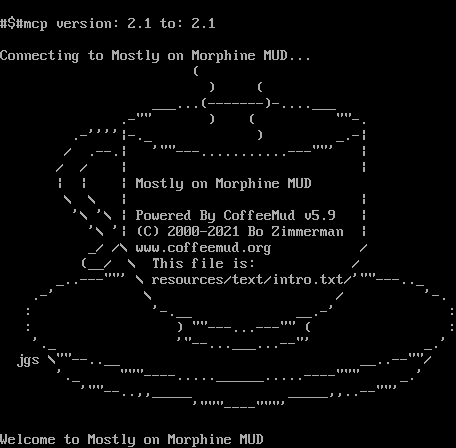 #$#mcp version: 2.1 to: 2.1
Connecting to Mostly on Morphine MUD...
Mostly on Morphine MUD
Powered By CoffeeMud v5.9
(C) 2000-2021 Bo Zimmerman
www.coffeemud.org
This file is:
resources/text/intro.txt
jgs
Welcome to Mostly on Morphine MUD